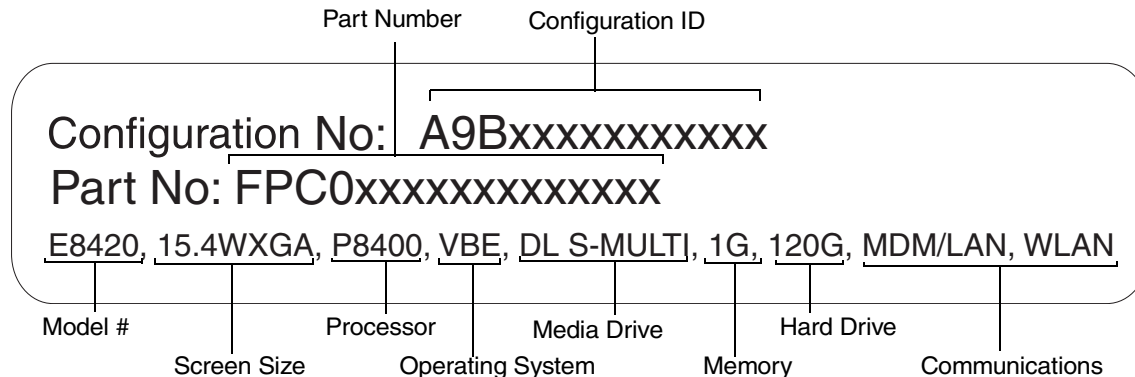 Part Number Configuration ID
Configuration No: A9Bxxxxxxxxxxx
Part No: FPC0xxxxxxxxxxxxxx
E8420, 15.4WXGA, P8400, VBE, DL S-MULTI, 1G, 120G, MDM/LAN, WLAN
Model # Processor Media Drive Hard Drive
Screen Size Operating System Memory Communications